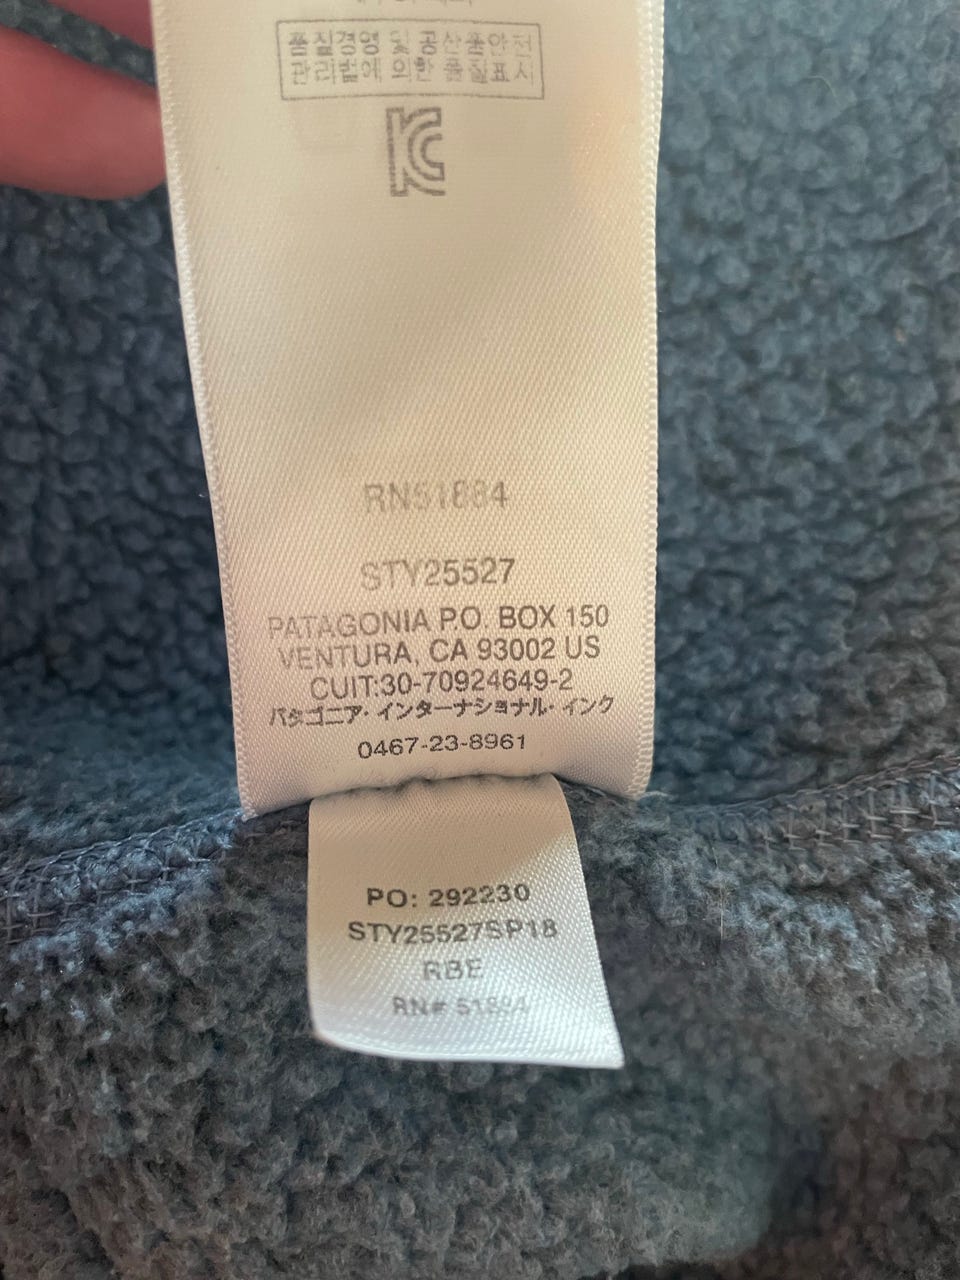 품질경영 및 공산품안전
관리법에 의한 품질표시
KC
RN51884
STY25527
PATAGONIA P.O. BOX 150
VENTURA, CA 93002 US
CUIT:30-70924649-2
パタゴニア・インターナショナル・インク
0467-23-8961
PO: 292230
STY25527SP18
RBE
RN# 51884